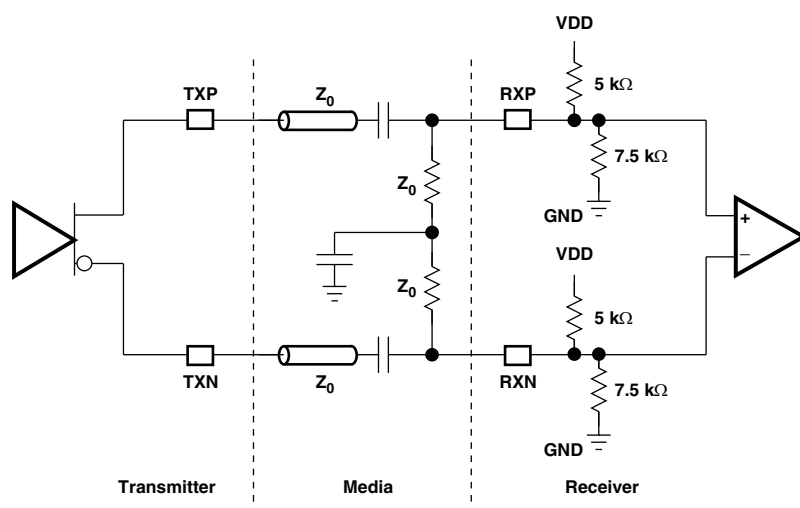 VDD
TXP
Z0
RXP
5 kΩ
7.5 kΩ
Z0
GND
+
VDD
−
Z0
5 kΩ
TXN
Z0
RXN
7.5 kΩ
GND
Transmitter
Media
Receiver